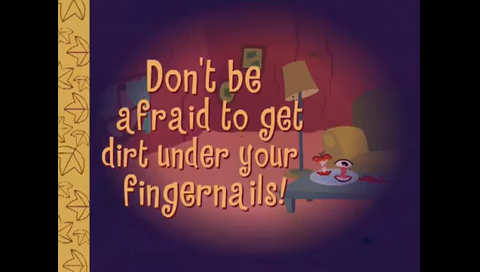 Don't be
afraid to get
dirt under your
fingernails!